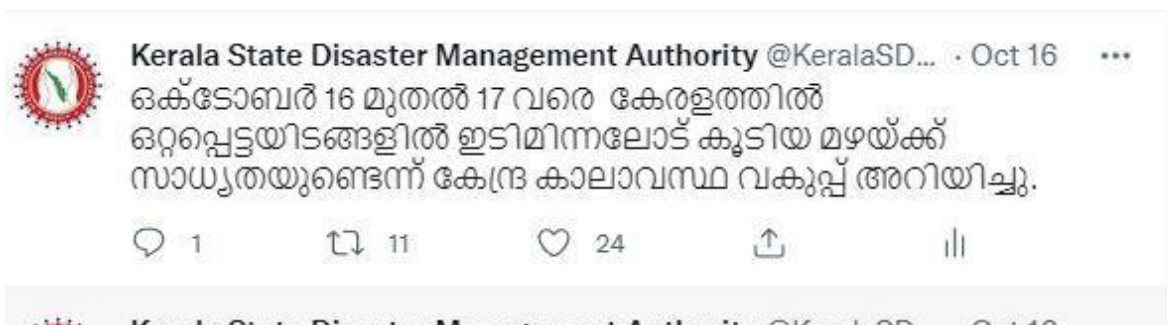 Kerala State Disaster Management Authority @KeralaSD... · Oct 16 ...
ഒക്ടോബർ 16 മുതൽ 17 വരെ കേരളത്തിൽ
ഒറ്റപ്പെട്ടയിടങ്ങളിൽ ഇടിമിന്നലോട് കൂടിയ മഴയ്ക്ക്
സാധ്യതയുണ്ടെന്ന് കേന്ദ്ര കാലാവസ്ഥ വകുപ്പ് അറിയിച്ചു.
1 11 24